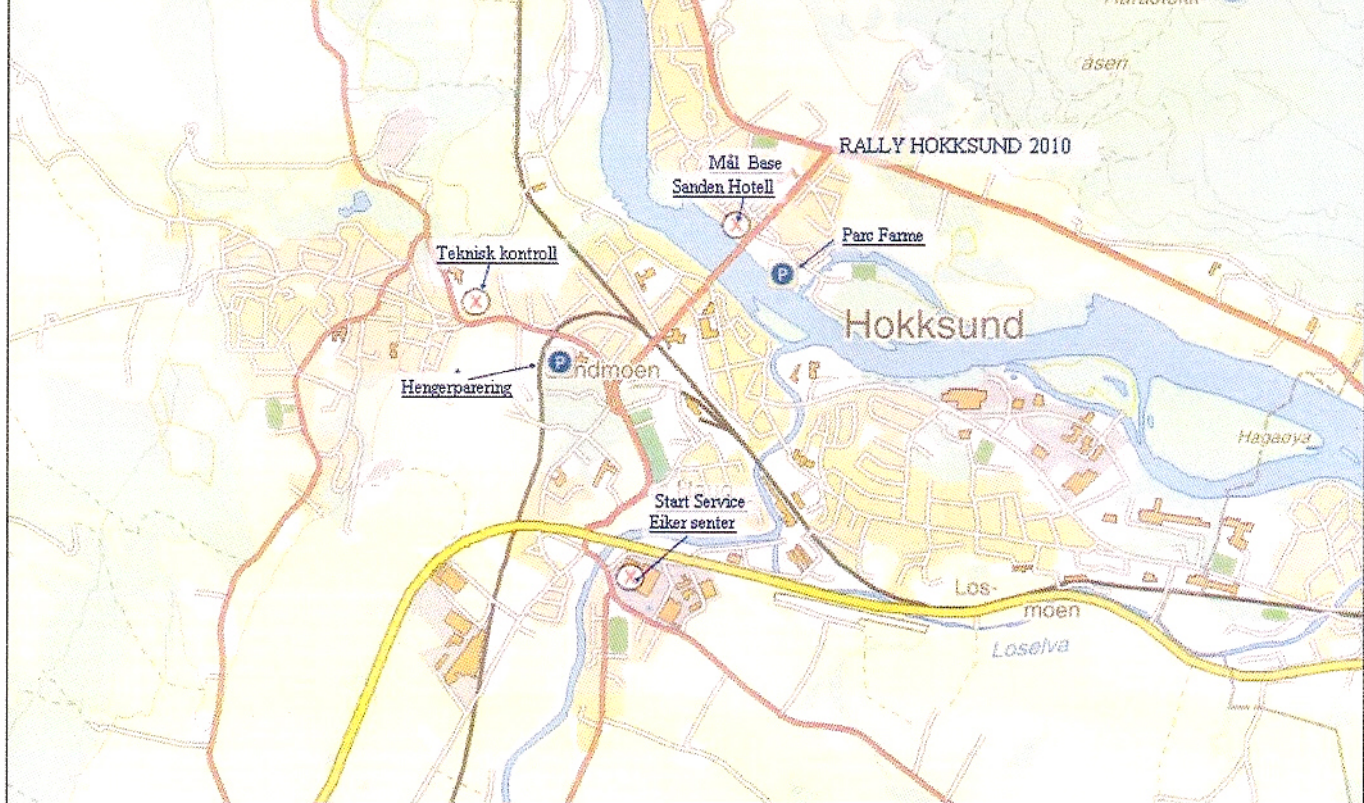 åsen
RALLY HOKKSUND 2010
Mål Base
Sanden Hotell
Parc Farme
Teknisk kontroll
P
Hokksund
P
ndmoen
Hengerparering
Hagaøya
Start Service
Eiker senter
Los-
moen
Loselva